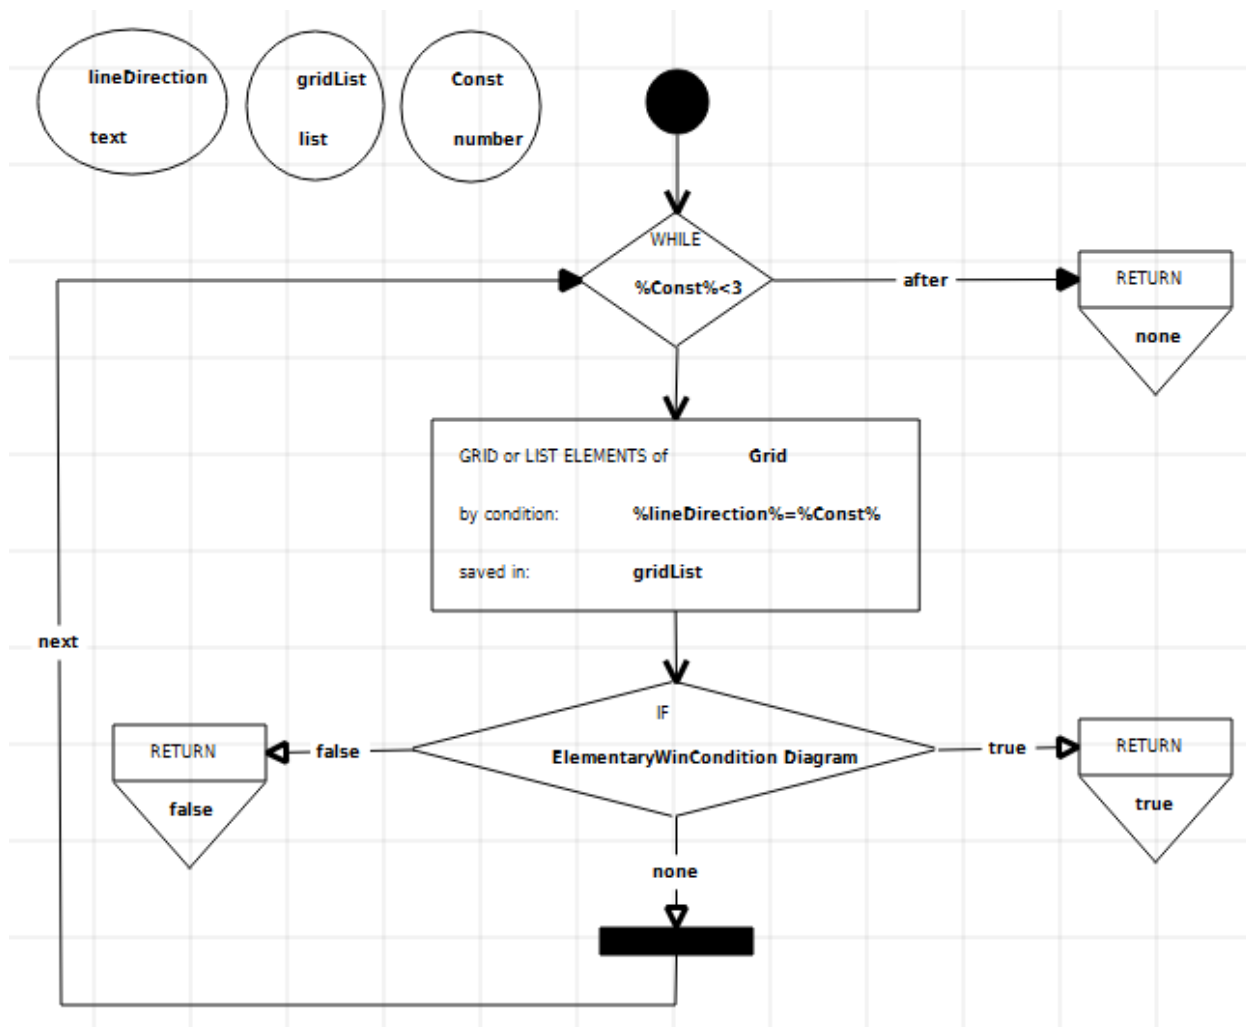 lineDirection
text
gridList
list
Const
number
WHILE
%Const%<3
after
RETURN
none
GRID or LIST ELEMENTS of Grid
by condition: %lineDirection%=%Const%
saved in: gridList
next
IF
ElementaryWinCondition Diagram
false
RETURN
false
true
RETURN
true
none